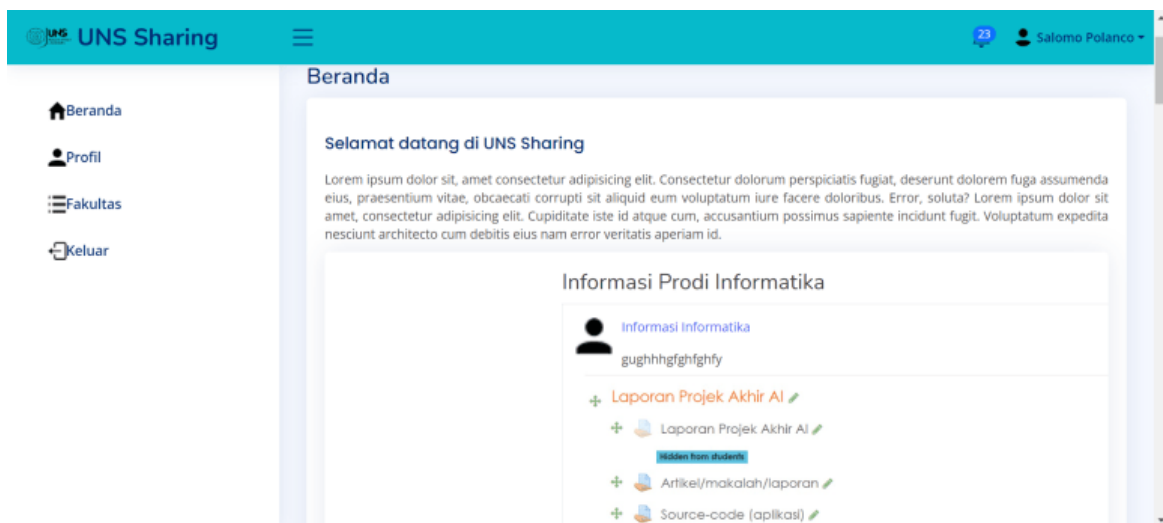 UNS UNS Sharing
23
Salomo Polanco
Beranda
Beranda
Profil
Fakultas
Keluar
Selamat datang di UNS Sharing
Lorem ipsum dolor sit, amet consectetur adipisicing elit. Consectetur dolorum perspiciatis fugiat, deserunt dolorem fuga assumenda
eius, praesentium vitae, obcaecati corrupti sit aliquid eum voluptatum iure facere doloribus. Error, soluta? Lorem ipsum dolor sit
amet, consectetur adipisicing elit. Cupiditate iste id atque cum, accusantium possimus sapiente incidunt fugit. Voluptatum expedita
nesciunt architecto cum debitis eius nam error veritatis aperiam id.
Informasi Prodi Informatika
Informasi Informatika
gughhhgfghfghfy
Laporan Projek Akhir AI
Laporan Projek Akhir AI
Hidden from students
Artikel/makalah/laporan
Source-code (aplikasi)